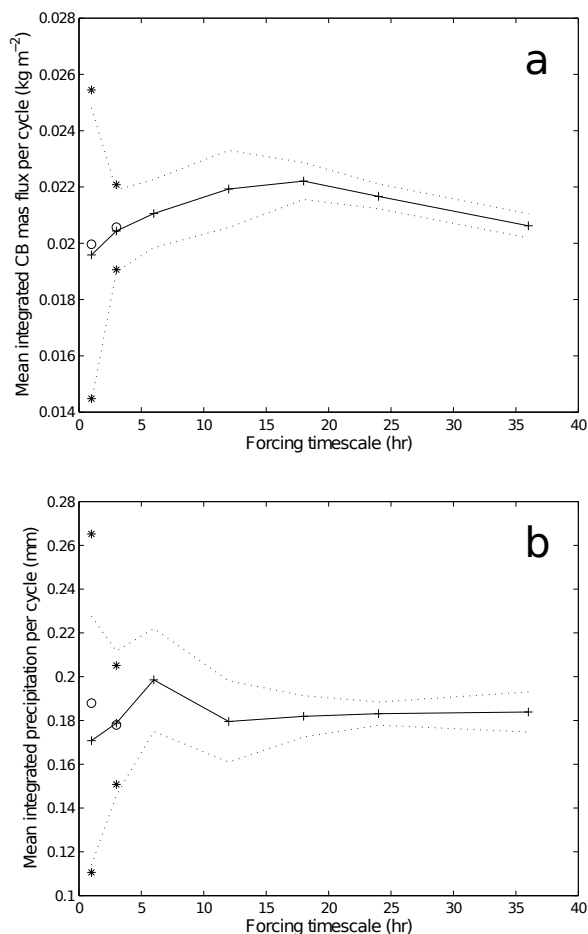 0.028
a
0.026
0.024
0.022
0.02
0.018
0.016
0.014
0 5 10 15 20 25 30 35 40
Mean integrated CB mas flux per cycle (kg m−2)
Forcing timescale (hr)
0.28
b
0.26
0.24
0.22
0.2
0.18
0.16
0.14
0.12
0.1
0 5 10 15 20 25 30 35 40
Mean integrated precipitation per cycle (mm)
Forcing timescale (hr)